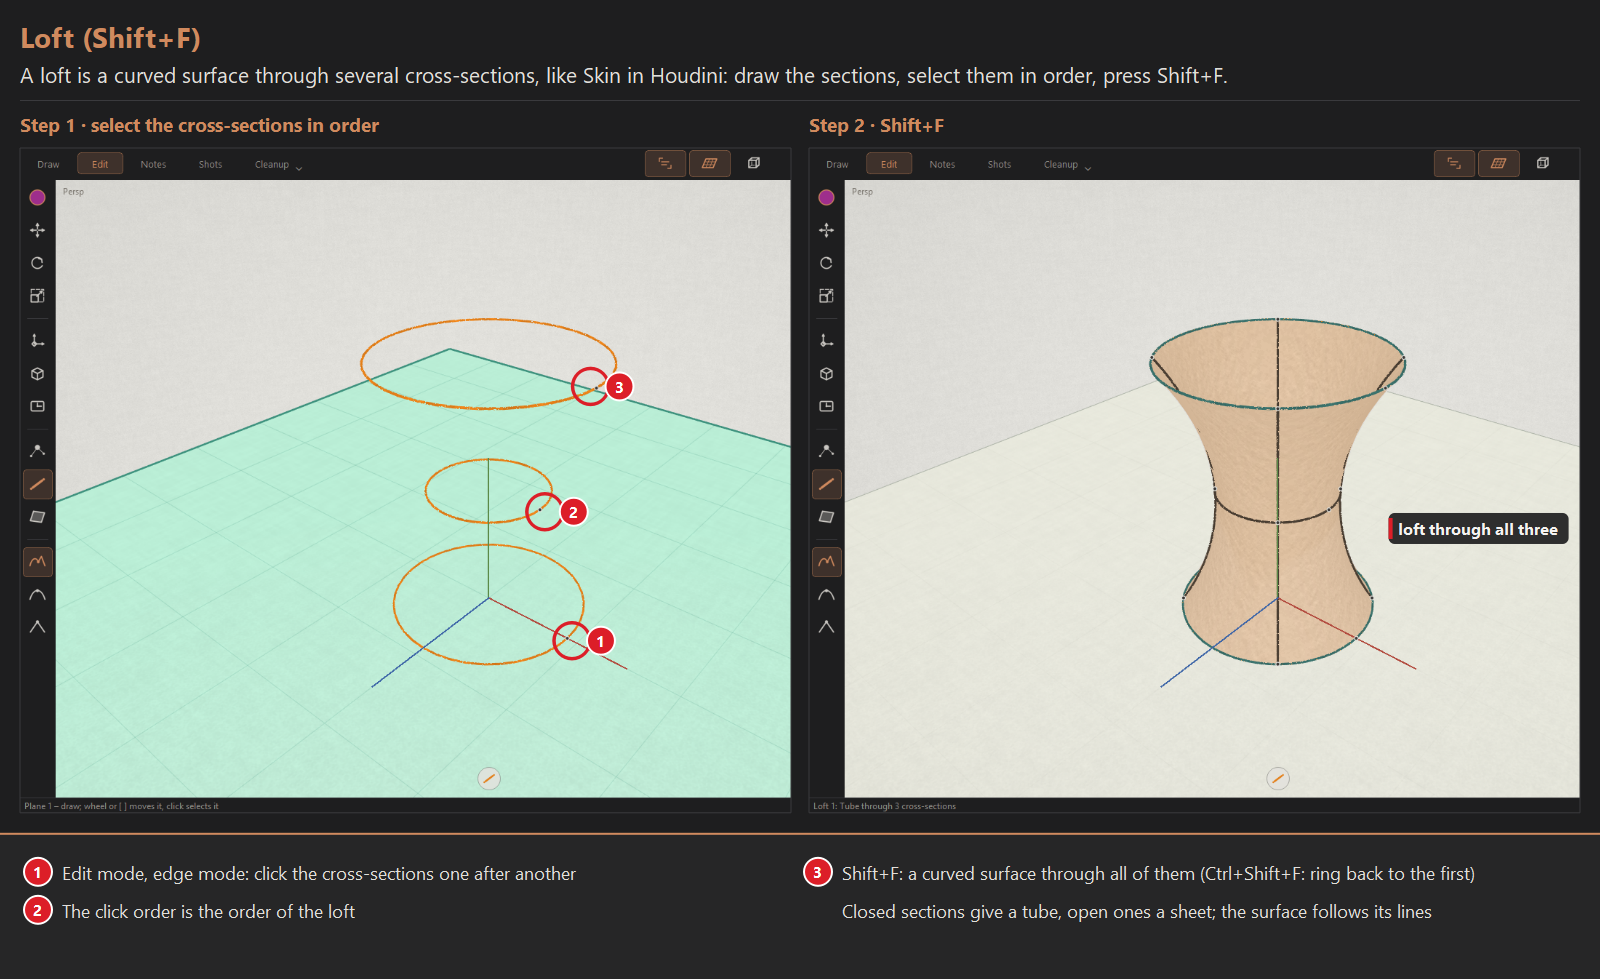 Loft (Shift+F)
A loft is a curved surface through several cross-sections, like Skin in Houdini: draw the sections, select them in order, press Shift+F.
Step 1 · select the cross-sections in order
Draw Edit Notes Shots Cleanup
Persp
3
2
1
Plane 1 – draw; wheel or [ ] moves it, click selects it
Step 2 · Shift+F
Draw Edit Notes Shots Cleanup
Persp
loft through all three
Loft 1: Tube through 3 cross-sections
1 Edit mode, edge mode: click the cross-sections one after another
2 The click order is the order of the loft
3 Shift+F: a curved surface through all of them (Ctrl+Shift+F: ring back to the first)
Closed sections give a tube, open ones a sheet; the surface follows its lines